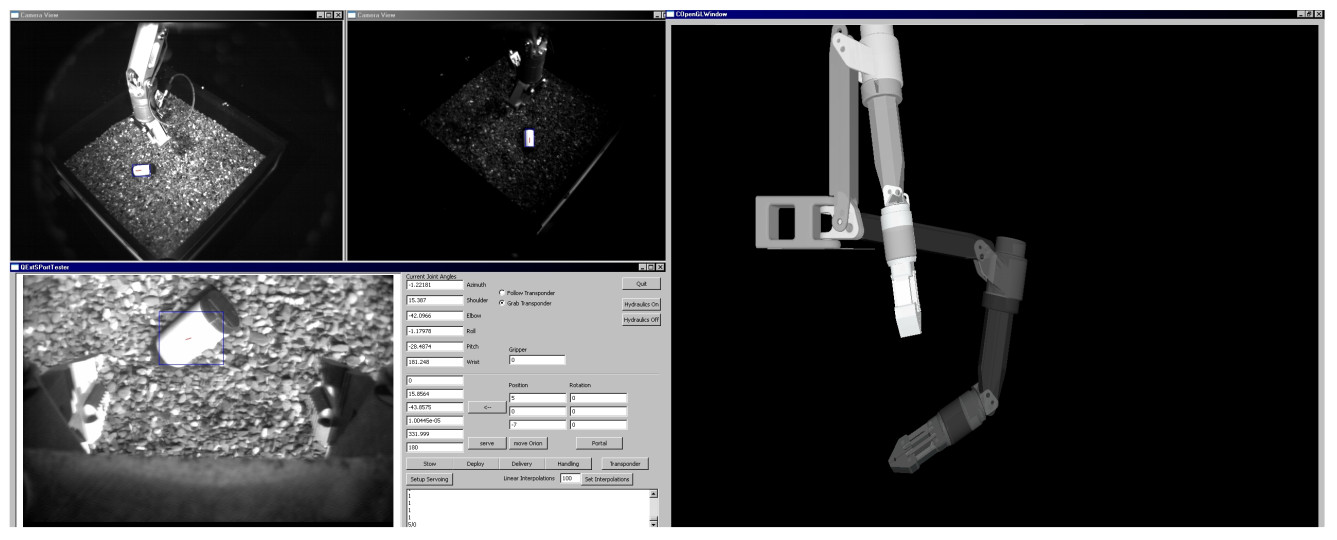 Camera View
Camera View
COpenGLWindow
QExtSPortTester
Current Joint Angles
-1.22181 Azimuth
Follow Transponder
Quit
15.387 Shoulder
Grab Transponder
Hydraulics On
-42.0966 Elbow
Hydraulics Off
-1.17978 Roll
-28.4874 Pitch
Gripper
181.248 Wrist
0
0
Position Rotation
15.8564
5 0
-43.8575
<--
0 0
1.00445e-05
-7 0
331.999
180
serve move Orion Portal
Stow Deploy Delivery Handling Transponder
Setup Servoing Linear Interpolations 100 Set Interpolations
1
1
1
1
5/0